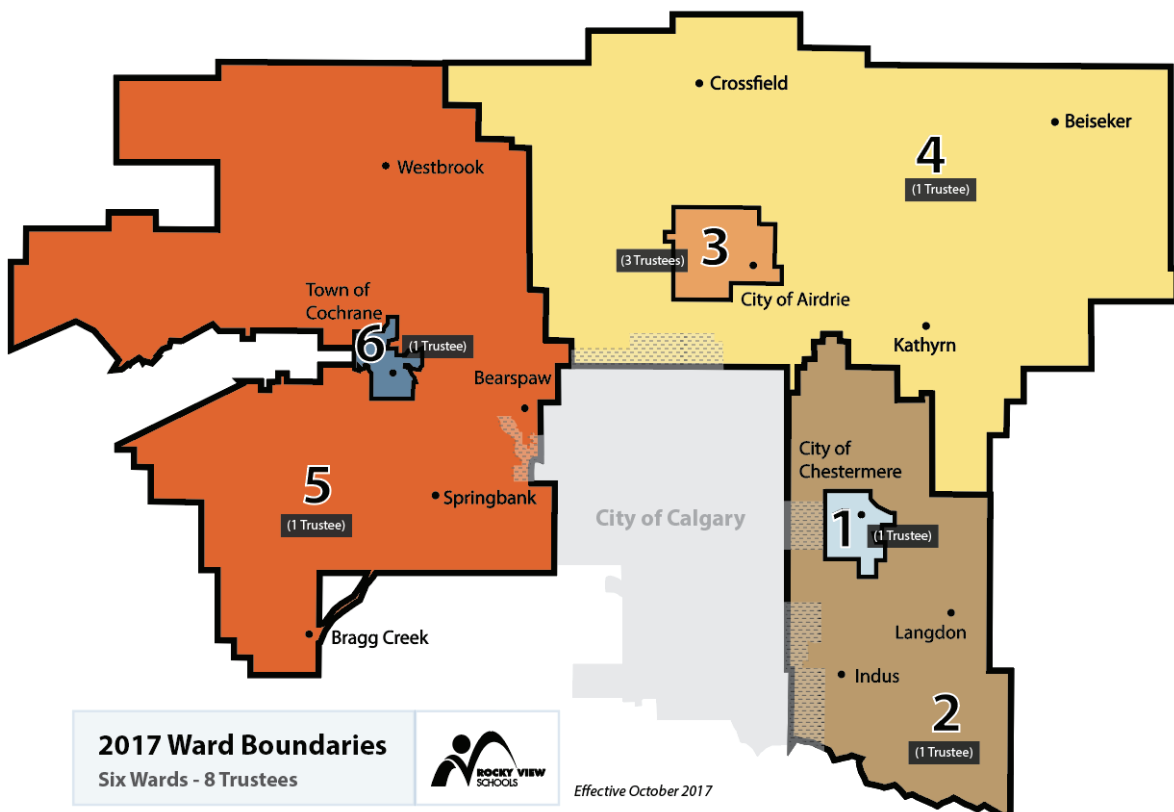 Crossfield
Beiseker
4
(1 Trustee)
Westbrook
3
(3 Trustees)
City of Airdrie
Town of
Cochrane
6
(1 Trustee)
Kathyrn
Bearspaw
City of
Chestermere
5
(1 Trustee)
Springbank
City of Calgary
1
(1 Trustee)
Langdon
Bragg Creek
Indus
2
(1 Trustee)
2017 Ward Boundaries
Six Wards - 8 Trustees
ROCKY VIEW
SCHOOLS
Effective October 2017